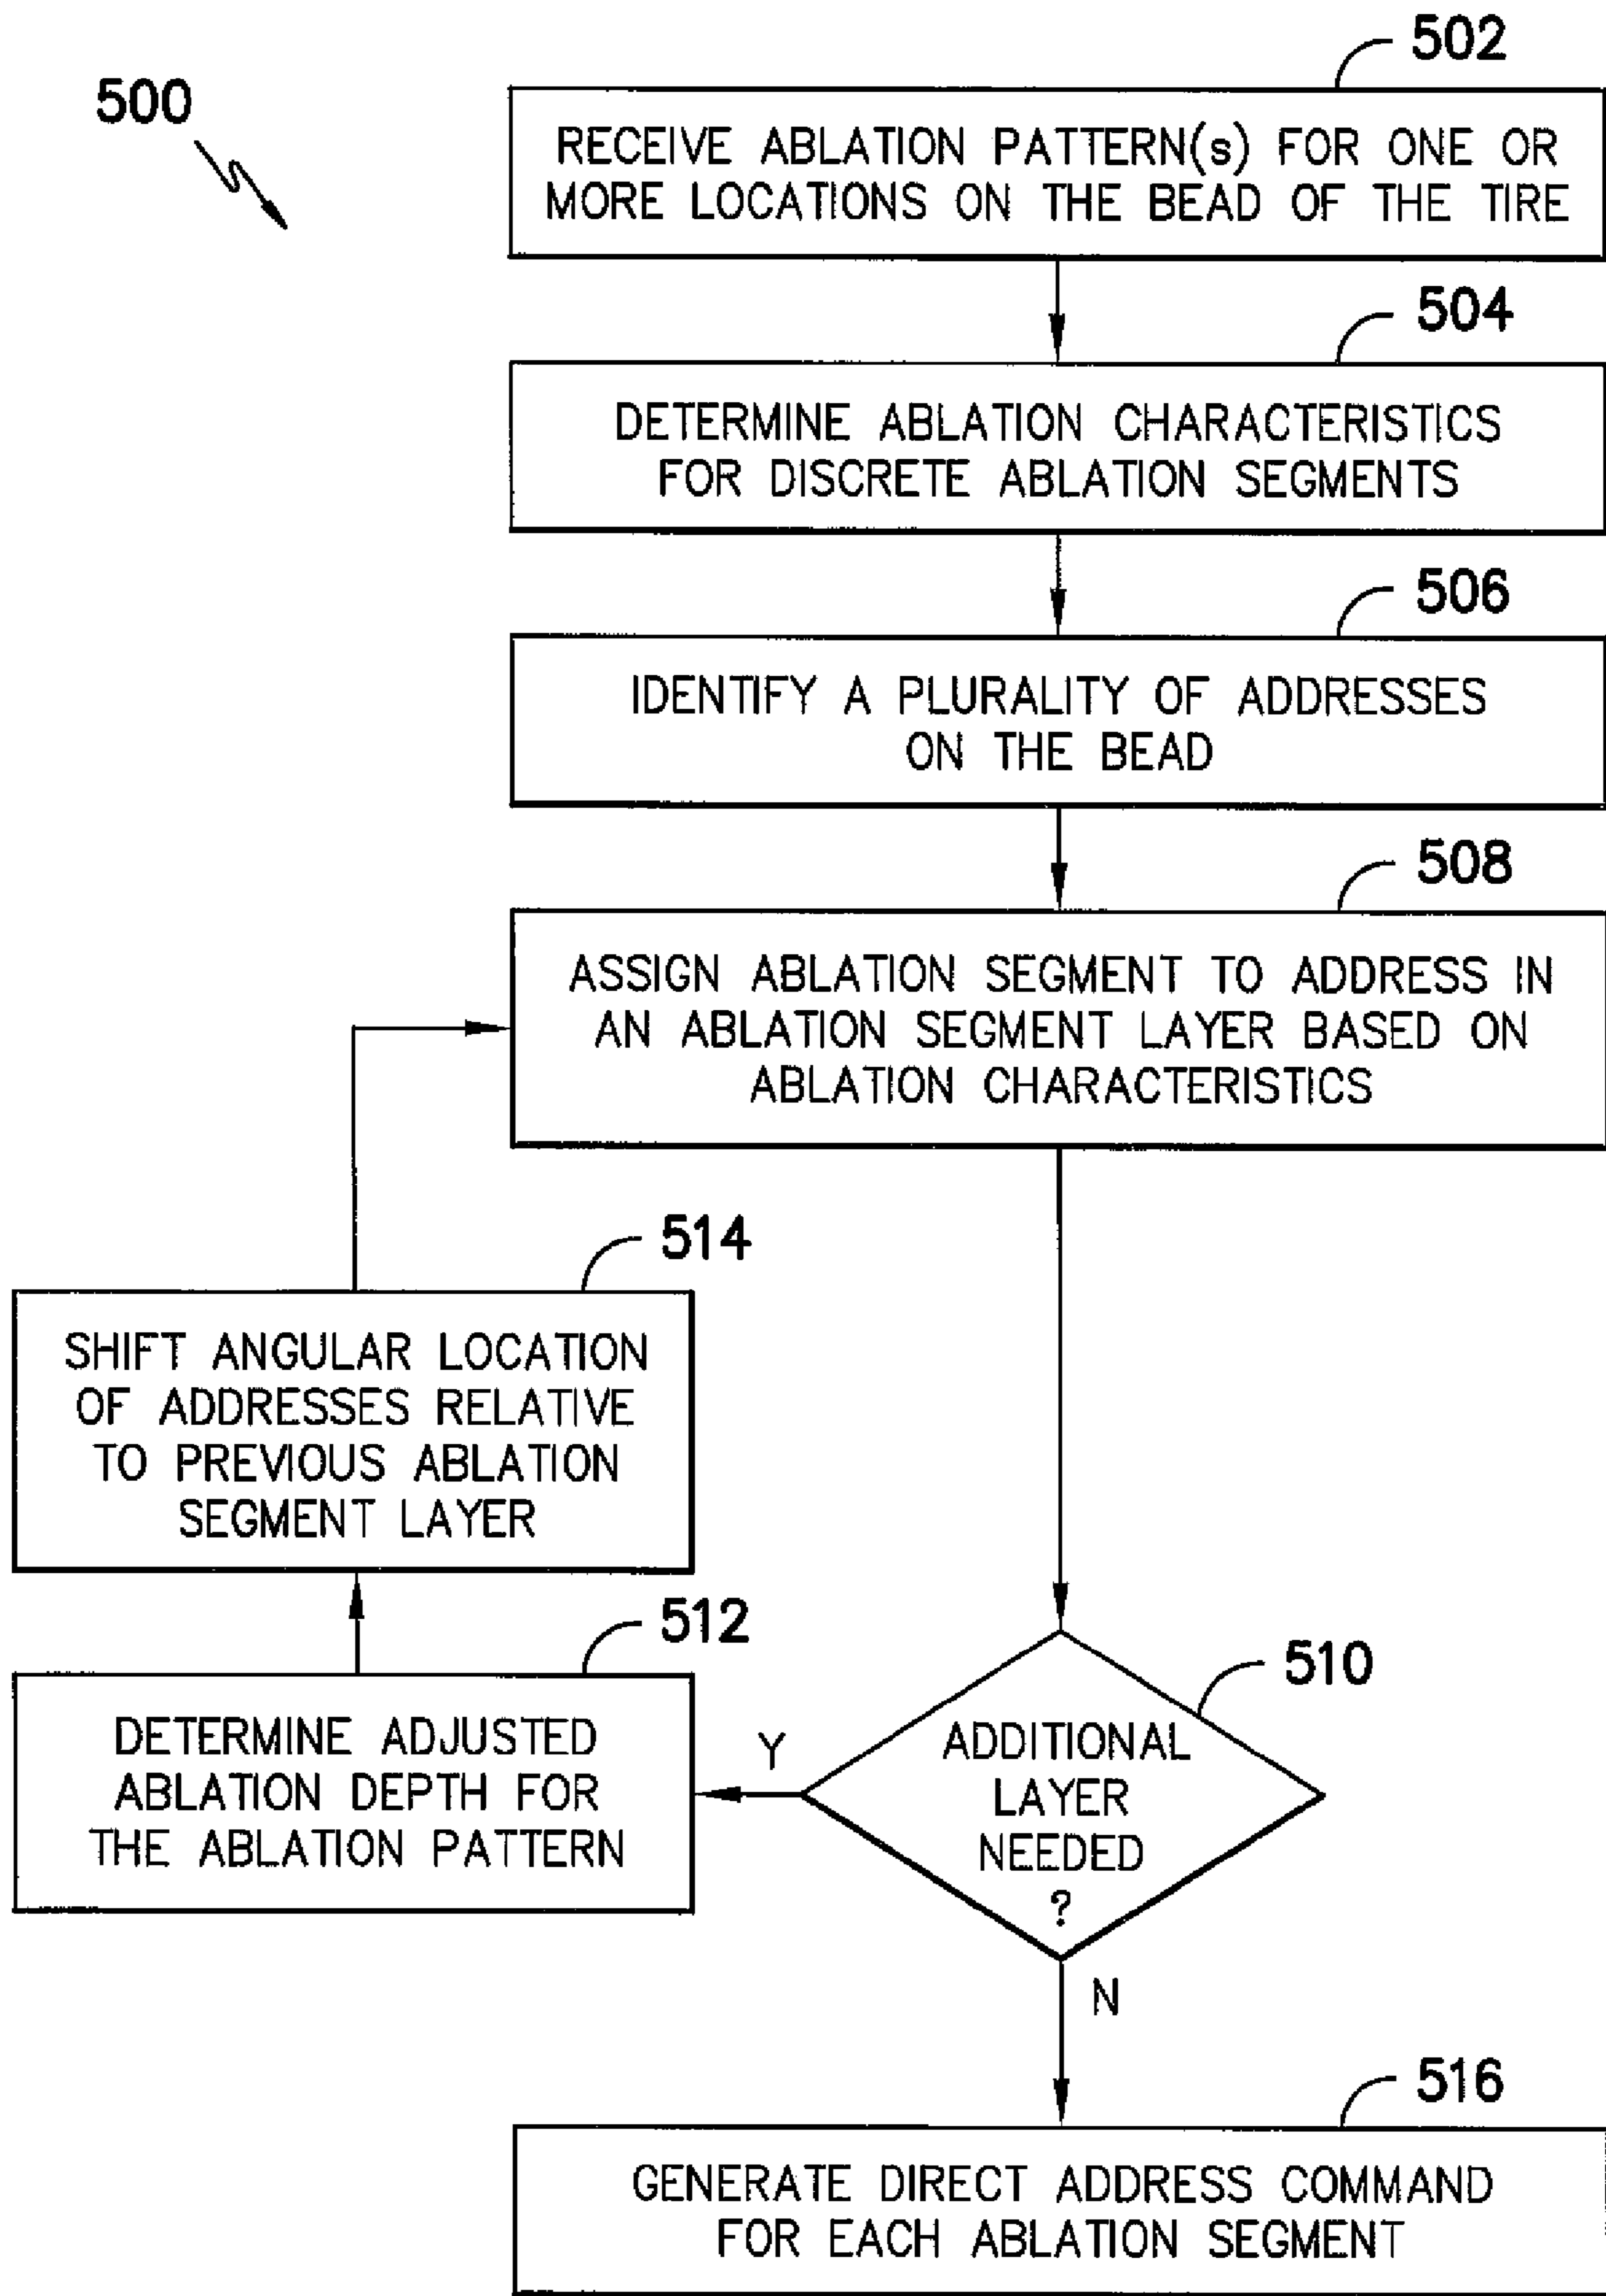 500
502
RECEIVE ABLATION PATTERN(s) FOR ONE OR
MORE LOCATIONS ON THE BEAD OF THE TIRE
504
DETERMINE ABLATION CHARACTERISTICS
FOR DISCRETE ABLATION SEGMENTS
506
IDENTIFY A PLURALITY OF ADDRESSES
ON THE BEAD
508
ASSIGN ABLATION SEGMENT TO ADDRESS IN
AN ABLATION SEGMENT LAYER BASED ON
ABLATION CHARACTERISTICS
514
SHIFT ANGULAR LOCATION
OF ADDRESSES RELATIVE
TO PREVIOUS ABLATION
SEGMENT LAYER
512
DETERMINE ADJUSTED
ABLATION DEPTH FOR
THE ABLATION PATTERN
Y
510
ADDITIONAL
LAYER
NEEDED
?
N
516
GENERATE DIRECT ADDRESS COMMAND
FOR EACH ABLATION SEGMENT